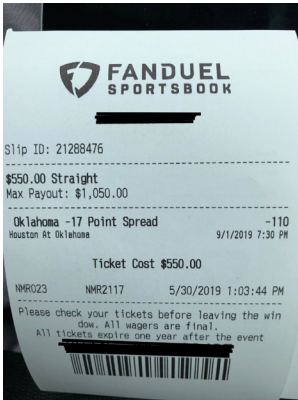 FANDUEL
SPORTSBOOK
Slip ID: 21288476
$550.00 Straight
Max Payout: $1,050.00
Oklahoma -17 Point Spread -110
Houston At Oklahoma 9/1/2019 7:30 PM
Ticket Cost $550.00
NMR023 NMR2117 5/30/2019 1:03:44 PM
Please check your tickets before leaving the win
dow. All wagers are final.
All tickets expire one year after the event